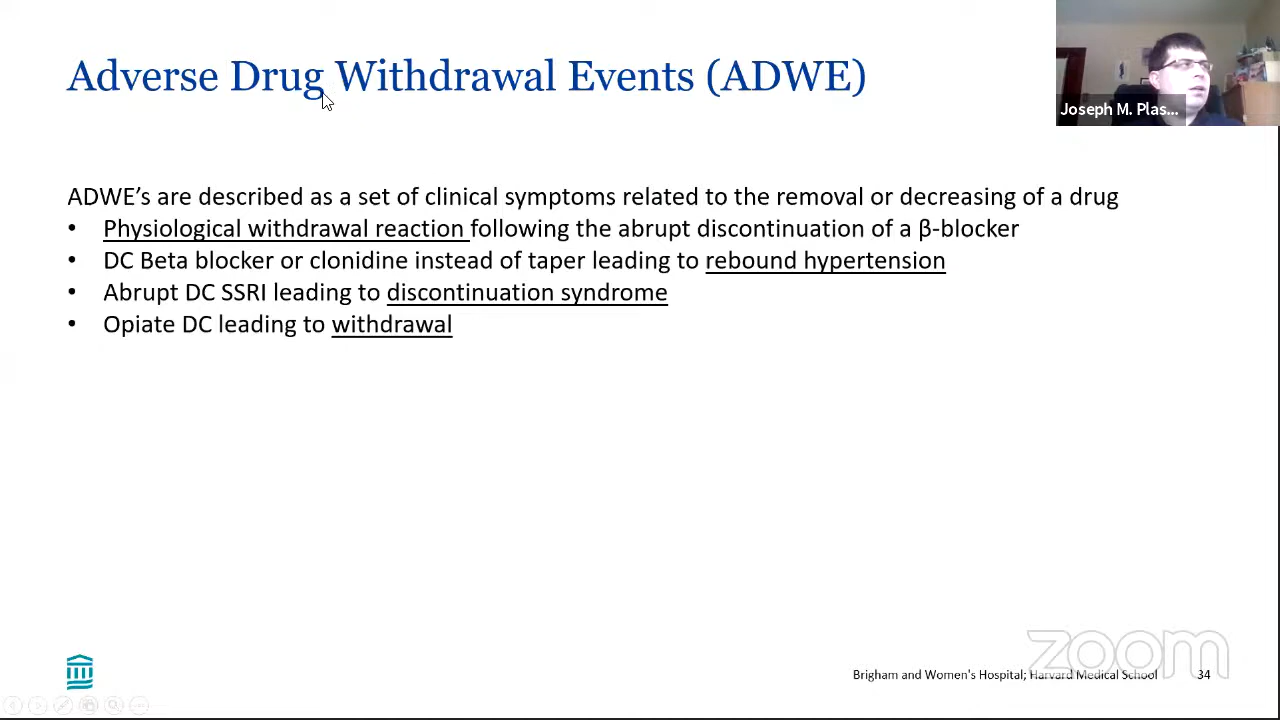 Adverse Drug Withdrawal Events (ADWE)
Joseph M. Plas...
ADWE’s are described as a set of clinical symptoms related to the removal or decreasing of a drug
• Physiological withdrawal reaction following the abrupt discontinuation of a β-blocker
• DC Beta blocker or clonidine instead of taper leading to rebound hypertension
• Abrupt DC SSRI leading to discontinuation syndrome
• Opiate DC leading to withdrawal
zoom
Brigham and Women's Hospital; Harvard Medical School 34